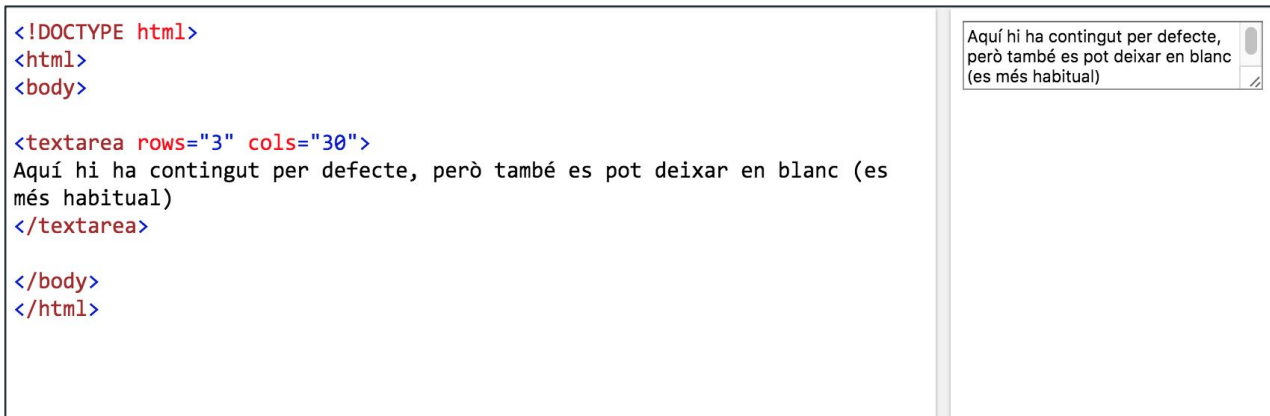 <!DOCTYPE html>
<html>
<body>
<textarea rows="3" cols="30">
Aquí hi ha contingut per defecte, però també es pot deixar en blanc (es
més habitual)
</textarea>
</body>
</html>
Aquí hi ha contingut per defecte,
però també es pot deixar en blanc
(es més habitual)